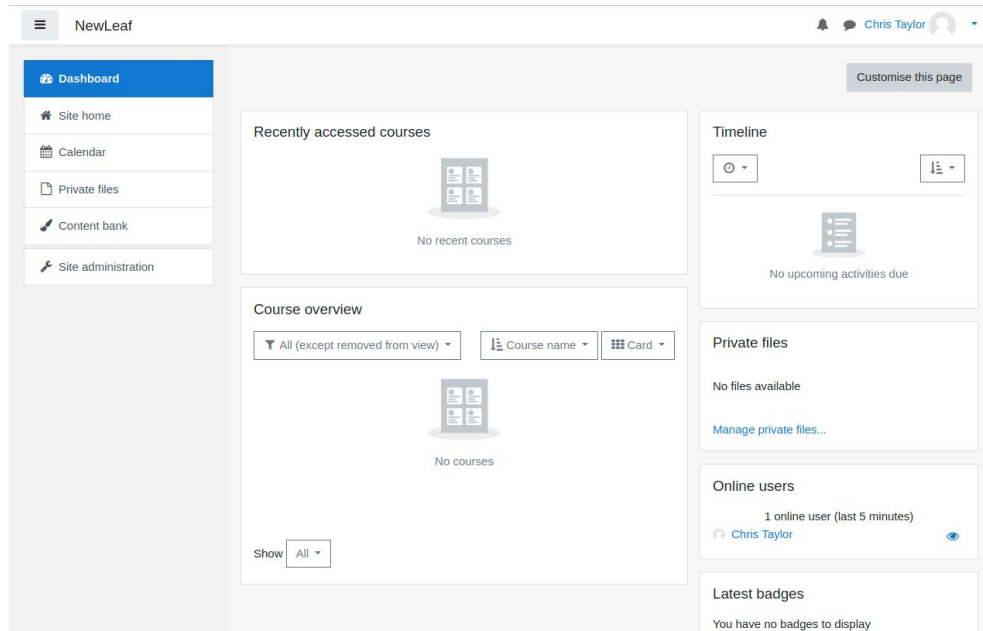 NewLeaf
Chris Taylor
Dashboard
Site home
Calendar
Private files
Content bank
Site administration
Customise this page
Recently accessed courses
No recent courses
Course overview
All (except removed from view)
Course name
Card
No courses
Show All
Timeline
No upcoming activities due
Private files
No files available
Manage private files...
Online users
1 online user (last 5 minutes)
Chris Taylor
Latest badges
You have no badges to display